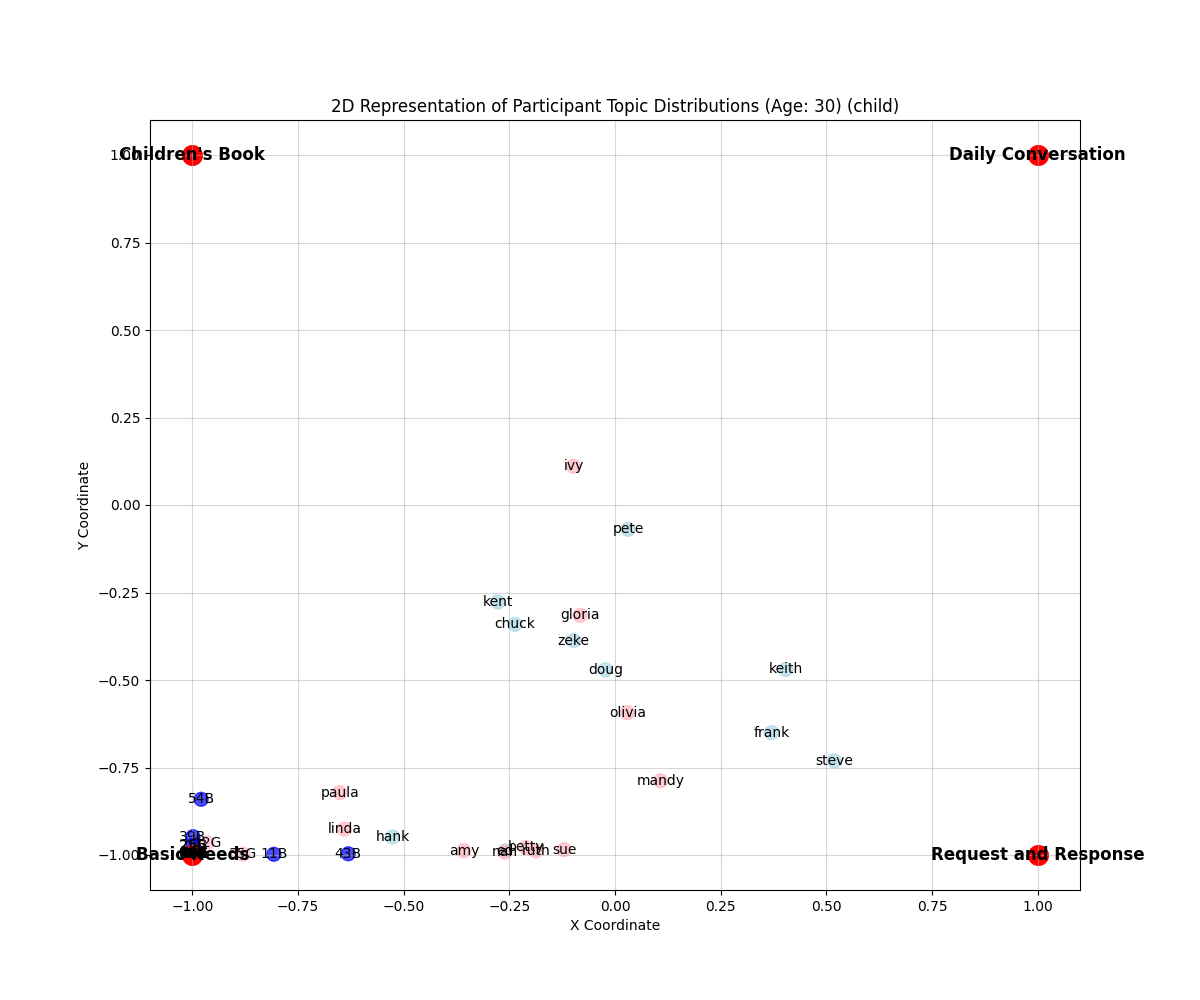 2D Representation of Participant Topic Distributions (Age: 30) (child)
1.00
Children's Book
Daily Conversation
0.75
0.50
0.25
0.00
−0.25
−0.50
−0.75
−1.00
Y Coordinate
ivy
pete
kent
gloria
chuck
zeke
doug
keith
olivia
frank
steve
mandy
paula
54B
linda
hank
39B
amy
betty
ruth
sue
Basic Needs
11B
43B
Request and Response
−1.00
−0.75
−0.50
−0.25
0.00
0.25
0.50
0.75
1.00
X Coordinate